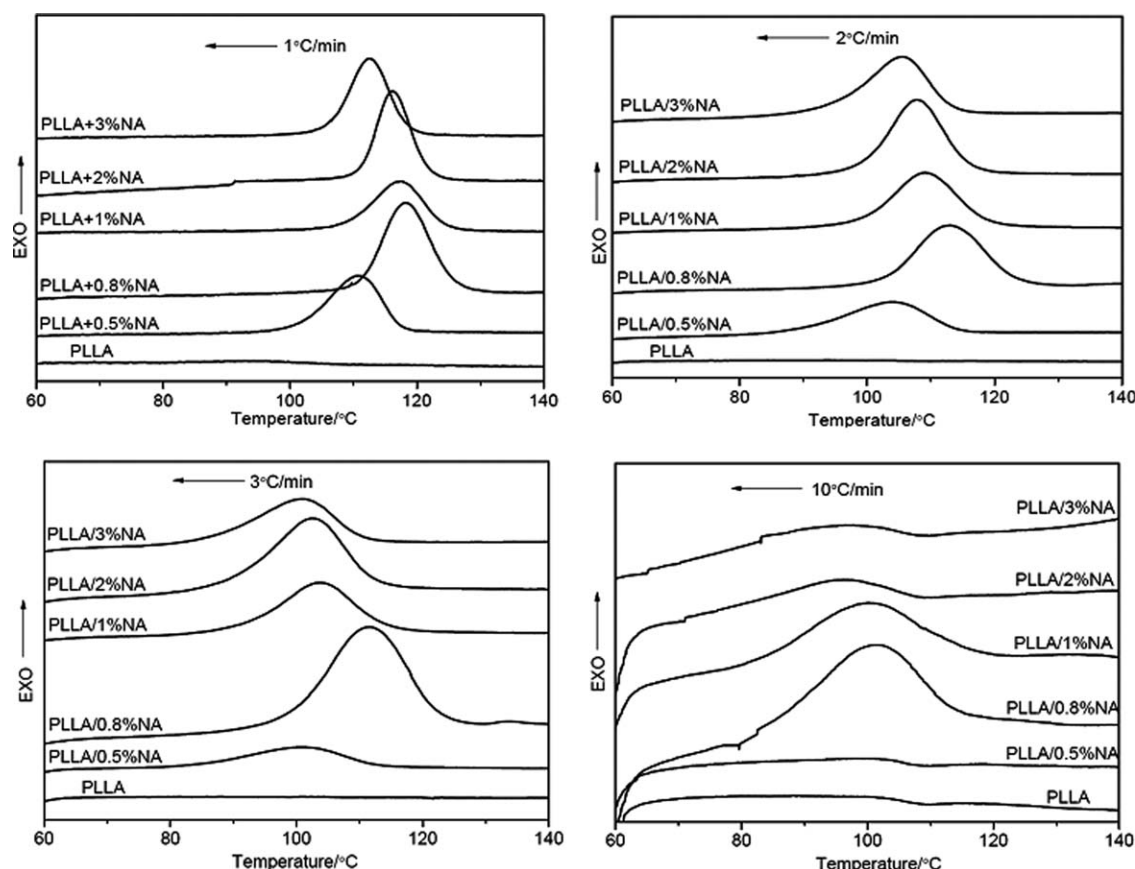 1°C/min
PLLA+3%NA
PLLA+2%NA
PLLA+1%NA
PLLA+0.8%NA
PLLA+0.5%NA
PLLA
EXO
60 80 100 120 140
Temperature/°C
2°C/min
PLLA/3%NA
PLLA/2%NA
PLLA/1%NA
PLLA/0.8%NA
PLLA/0.5%NA
PLLA
EXO
60 80 100 120 140
Temperature/°C
3°C/min
PLLA/3%NA
PLLA/2%NA
PLLA/1%NA
PLLA/0.8%NA
PLLA/0.5%NA
PLLA
EXO
60 80 100 120 140
Temperature/°C
10°C/min
PLLA/3%NA
PLLA/2%NA
PLLA/1%NA
PLLA/0.8%NA
PLLA/0.5%NA
PLLA
EXO
60 80 100 120 140
Temperature/°C